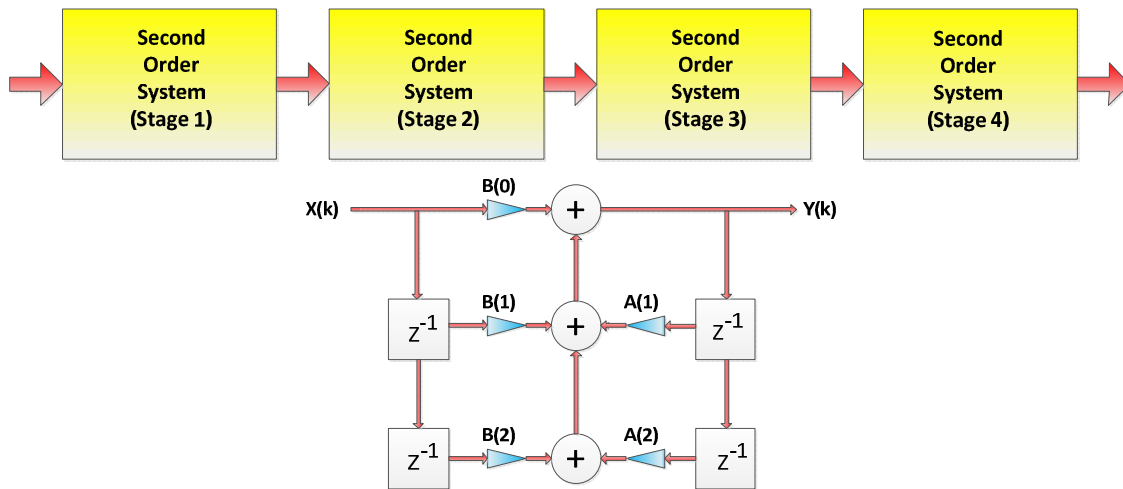 Second
Order
System
(Stage 1)
Second
Order
System
(Stage 2)
Second
Order
System
(Stage 3)
Second
Order
System
(Stage 4)
B(0)
X(k)
+
Y(k)
B(1)
A(1)
Z⁻¹
+
Z⁻¹
B(2)
A(2)
Z⁻¹
+
Z⁻¹